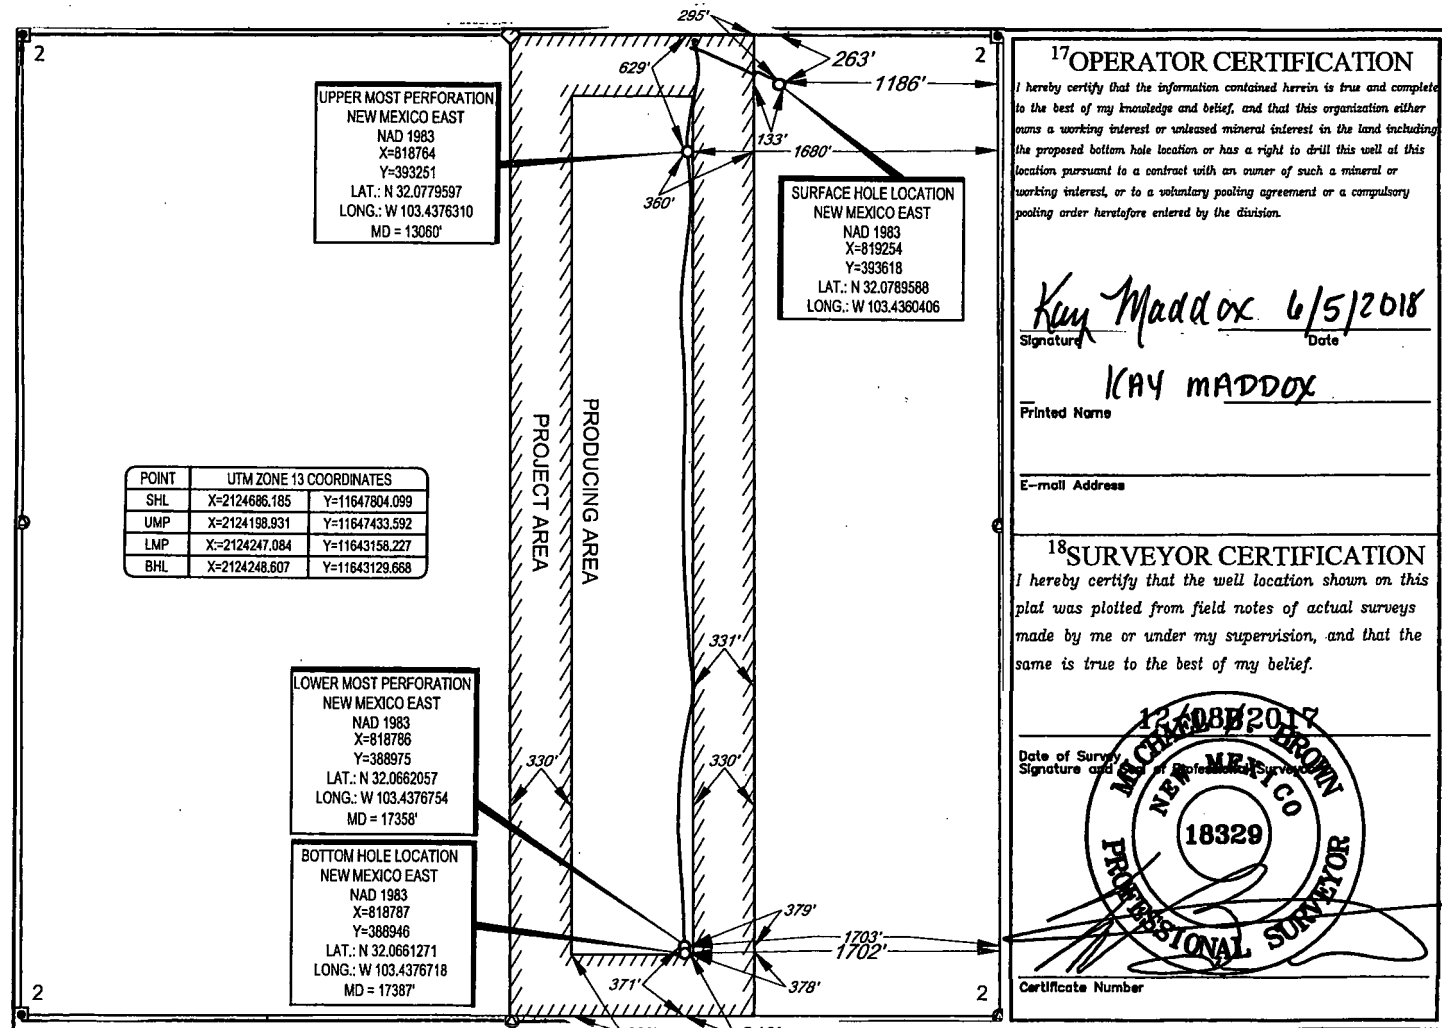 295'
2
2
263'
629'
1186'
133'
1680'
360'
UPPER MOST PERFORATION
NEW MEXICO EAST
NAD 1983
X=818764
Y=393251
LAT.: N 32.0779597
LONG.: W 103.4376310
MD = 13060'
SURFACE HOLE LOCATION
NEW MEXICO EAST
NAD 1983
X=819254
Y=393618
LAT.: N 32.0789588
LONG.: W 103.4360406
PROJECT AREA
PRODUCING AREA
POINT UTM ZONE 13 COORDINATES
SHL X=2124686.185 Y=11647804.099
UMP X=2124198.931 Y=11647433.592
LMP X=2124247.084 Y=11643158.227
BHL X=2124248.607 Y=11643129.668
331'
LOWER MOST PERFORATION
NEW MEXICO EAST
NAD 1983
X=818786
Y=388975
LAT.: N 32.0662057
LONG.: W 103.4376754
MD = 17358'
330'
330'
BOTTOM HOLE LOCATION
NEW MEXICO EAST
NAD 1983
X=818787
Y=388946
LAT.: N 32.0661271
LONG.: W 103.4376718
MD = 17387'
379'
1703'
1702'
371'
378'
2
2
17OPERATOR CERTIFICATION
I hereby certify that the information contained herein is true and complete
to the best of my knowledge and belief, and that this organization either
owns a working interest or unleased mineral interest in the land including
the proposed bottom hole location or has a right to drill this well at this
location pursuant to a contract with an owner of such a mineral or
working interest, or to a voluntary pooling agreement or a compulsory
pooling order heretofore entered by the division.
Kay Maddox 6/5/2018
Signature Date
KAY MADDOX
Printed Name
E-mail Address
18SURVEYOR CERTIFICATION
I hereby certify that the well location shown on this
plat was plotted from field notes of actual surveys
made by me or under my supervision, and that the
same is true to the best of my belief.
12/08/2017
Date of Survey
Signature and Seal of Professional Surveyor
MICHAEL B. BROWN
NEW MEXICO
18329
PROFESSIONAL SURVEYOR
Certificate Number